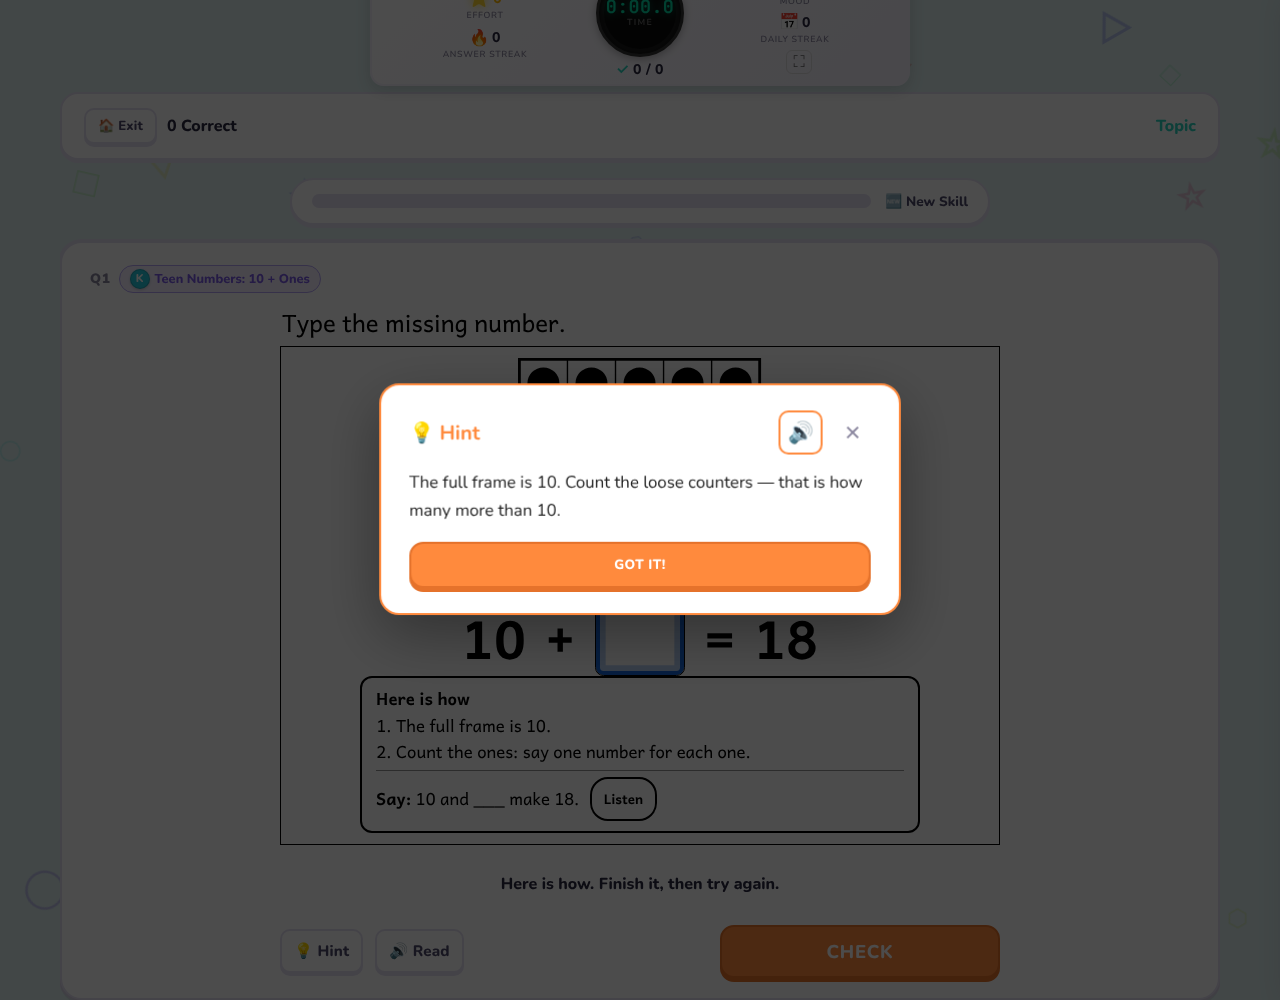 0
EFFORT
🔥 0
ANSWER STREAK
0:00.0
TIME
✓ 0 / 0
MOOD
📅 0
DAILY STREAK
🏠 Exit
0 Correct
Topic
🆕 New Skill
Q1
K Teen Numbers: 10 + Ones
Type the missing number.
💡 Hint
The full frame is 10. Count the loose counters — that is how
many more than 10.
GOT IT!
10 + = 18
Here is how
1. The full frame is 10.
2. Count the ones: say one number for each one.
Say: 10 and ___ make 18. Listen
Here is how. Finish it, then try again.
💡 Hint
🔊 Read
CHECK